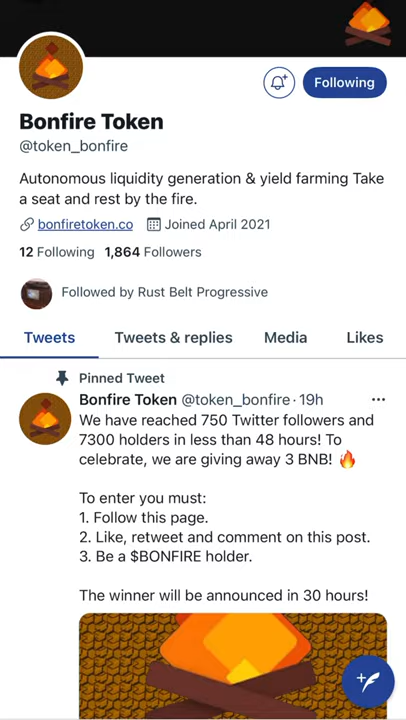 Following
Bonfire Token
@token_bonfire
Autonomous liquidity generation & yield farming Take
a seat and rest by the fire.
bonfiretoken.co Joined April 2021
12 Following 1,864 Followers
Followed by Rust Belt Progressive
Tweets Tweets & replies Media Likes
Pinned Tweet
Bonfire Token @token_bonfire · 19h
We have reached 750 Twitter followers and
7300 holders in less than 48 hours! To
celebrate, we are giving away 3 BNB! 🔥
To enter you must:
1. Follow this page.
2. Like, retweet and comment on this post.
3. Be a $BONFIRE holder.
The winner will be announced in 30 hours!